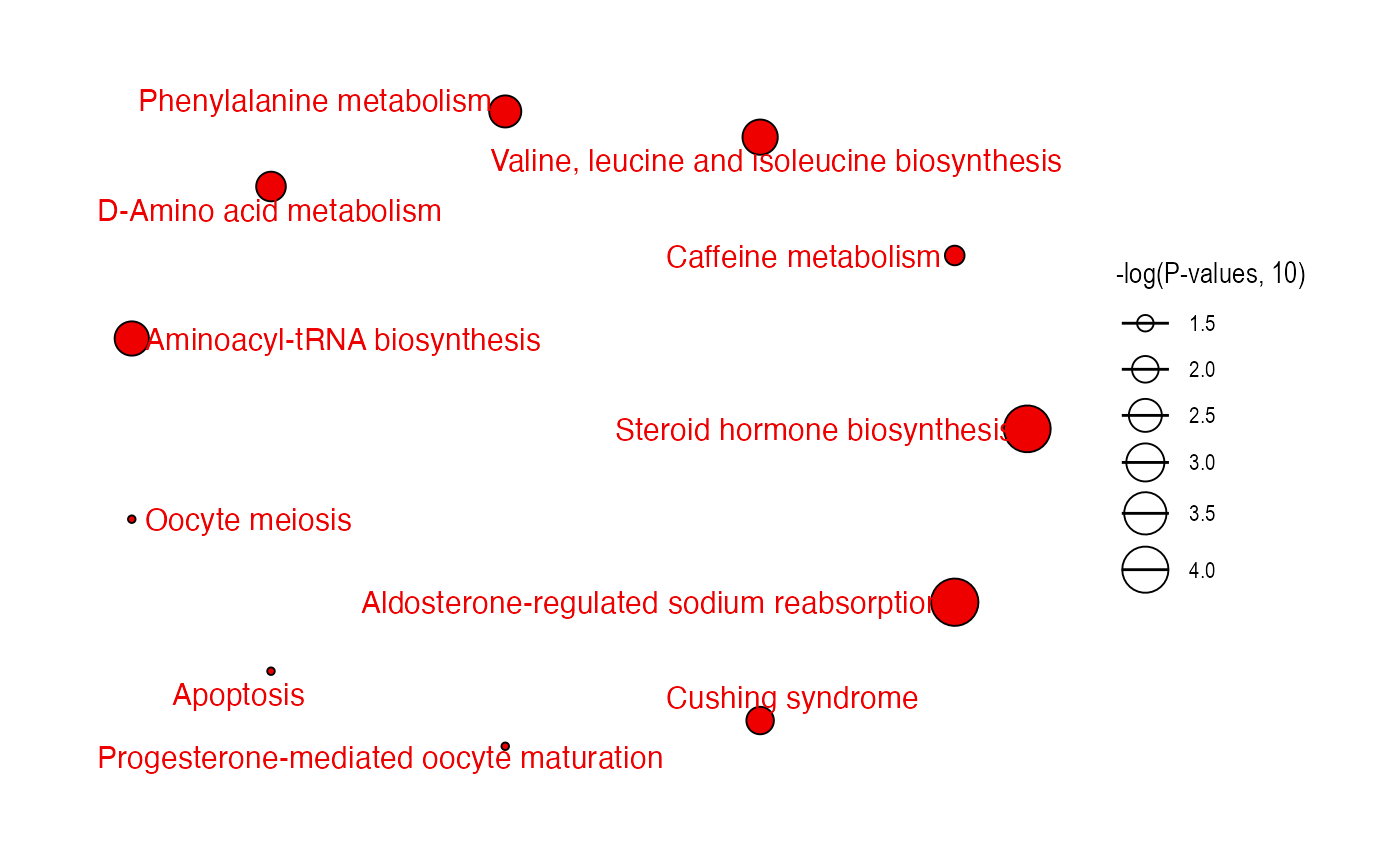 Phenylalanine metabolism
Valine, leucine and isoleucine biosynthesis
D-Amino acid metabolism
Caffeine metabolism
Aminoacyl-tRNA biosynthesis
Steroid hormone biosynthesis
Oocyte meiosis
Aldosterone-regulated sodium reabsorption
Apoptosis
Cushing syndrome
Progesterone-mediated oocyte maturation
-log(P-values, 10)
1.5
2.0
2.5
3.0
3.5
4.0